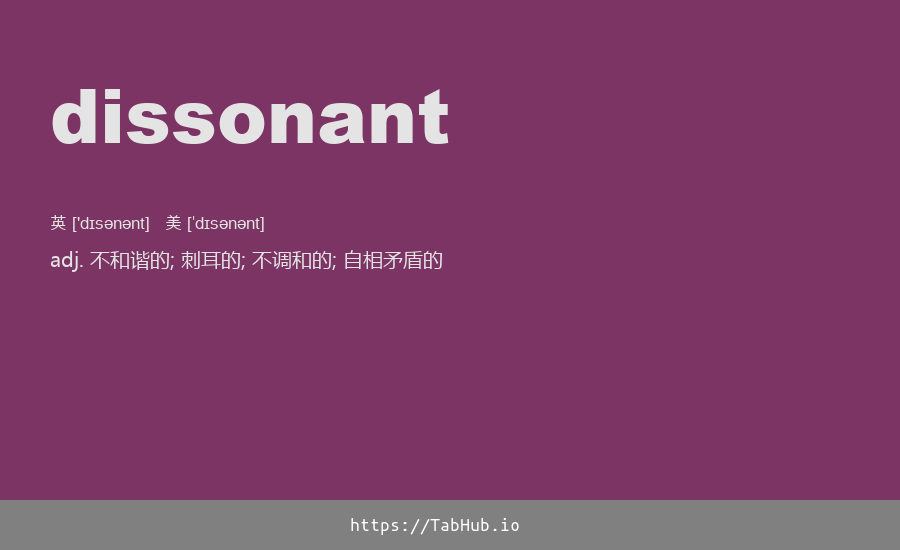 dissonant
英 ['dɪsənənt] 美 [ˈdɪsənənt]
adj. 不和谐的; 刺耳的; 不调和的; 自相矛盾的
https://TabHub.io